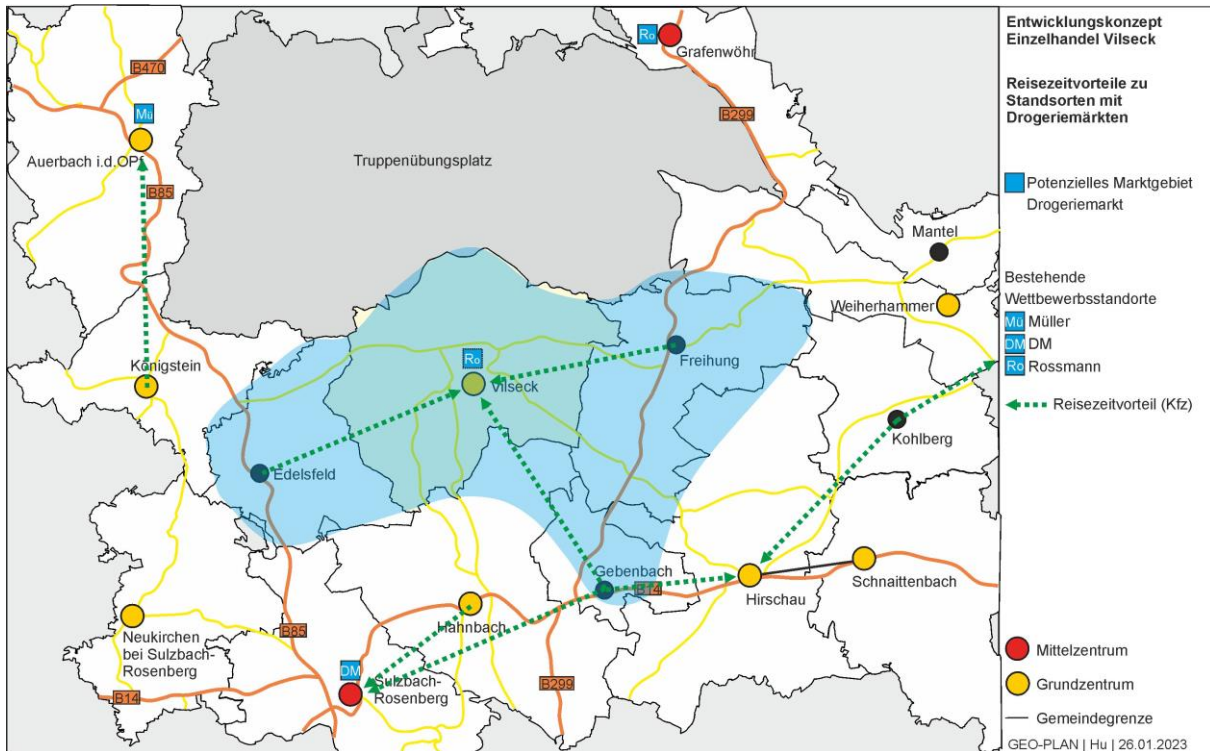 B470
Mü
Auerbach i.d.OPf
B85
Ro
Grafenwöhr
B299
Truppenübungsplatz
Mantel
Weiherhammer
Königstein
Ro
Vilseck
Freihung
Kohlberg
Edelsfeld
Gebenbach
B14
Hirschau
Schnaittenbach
Neukirchen
bei Sulzbach-
Rosenberg
B85
Hahnbach
DM
Sulzbach-
Rosenberg
B14
B299
Entwicklungskonzept
Einzelhandel Vilseck
Reisezeitvorteile zu
Standsorten mit
Drogeriemärkten
Potenzielles Marktgebiet
Drogeriemarkt
Bestehende
Wettbewerbsstandorte
Mü Müller
DM DM
Ro Rossmann
Reisezeitvorteil (Kfz)
Mittelzentrum
Grundzentrum
Gemeindegrenze
GEO-PLAN | Hu | 26.01.2023